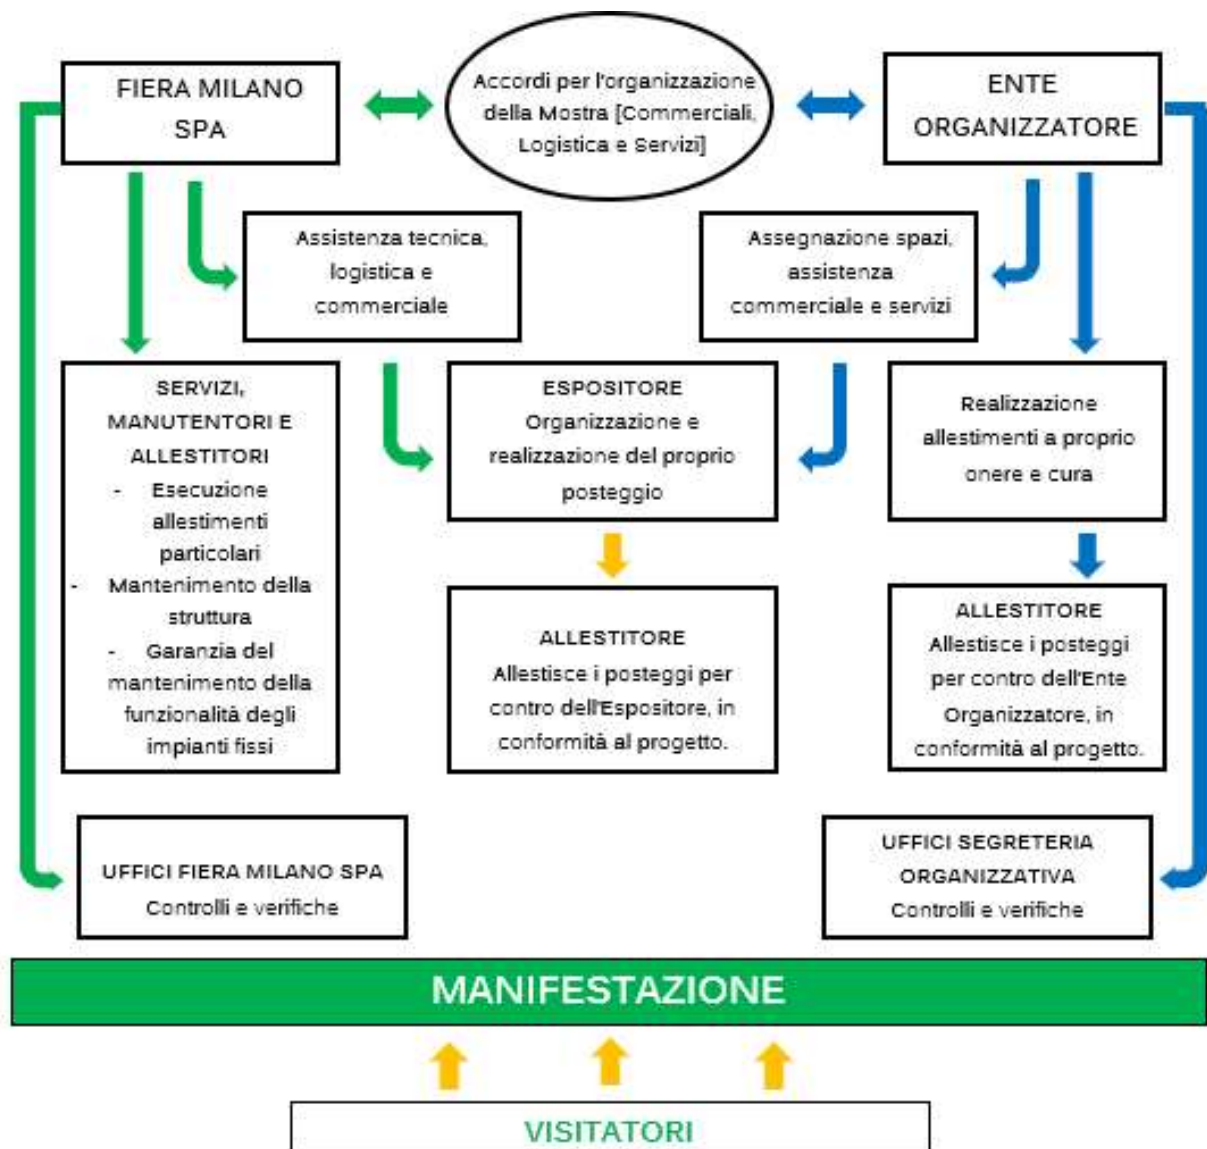 FIERA MILANO
SPA
Accordi per l'organizzazione
della Mostra [Commerciali,
Logistica e Servizi]
ENTE
ORGANIZZATORE
Assistenza tecnica,
logistica e
commerciale
Assegnazione spazi,
assistenza
commerciale e servizi
SERVIZI,
MANUTENTORI E
ALLESTITORI
- Esecuzione
allestimenti
particolari
- Mantenimento della
struttura
- Garanzia del
mantenimento della
funzionalità degli
impianti fissi
ESPOSITORE
Organizzazione e
realizzazione del proprio
posteggio
Realizzazione
allestimenti a proprio
onere e cura
ALLESTITORE
Allestisce i posteggi per
contro dell'Espositore, in
conformità al progetto.
ALLESTITORE
Allestisce i posteggi
per contro dell'Ente
Organizzatore, in
conformità al progetto.
UFFICI FIERA MILANO SPA
Controlli e verifiche
UFFICI SEGRETERIA
ORGANIZZATIVA
Controlli e verifiche
MANIFESTAZIONE
VISITATORI